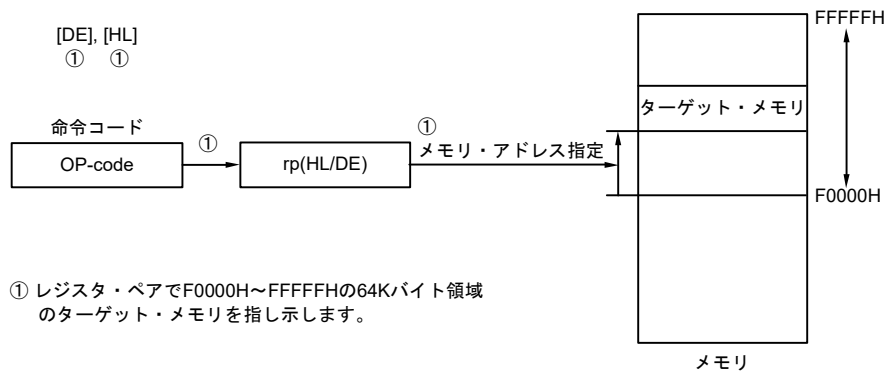 [DE], [HL]
① ①
命令コード
OP-code
①
rp(HL/DE)
①
メモリ・アドレス指定
FFFFFH
ターゲット・メモリ
F0000H
メモリ
① レジスタ・ペアでF0000H～FFFFFHの64Kバイト領域
のターゲット・メモリを指し示します。